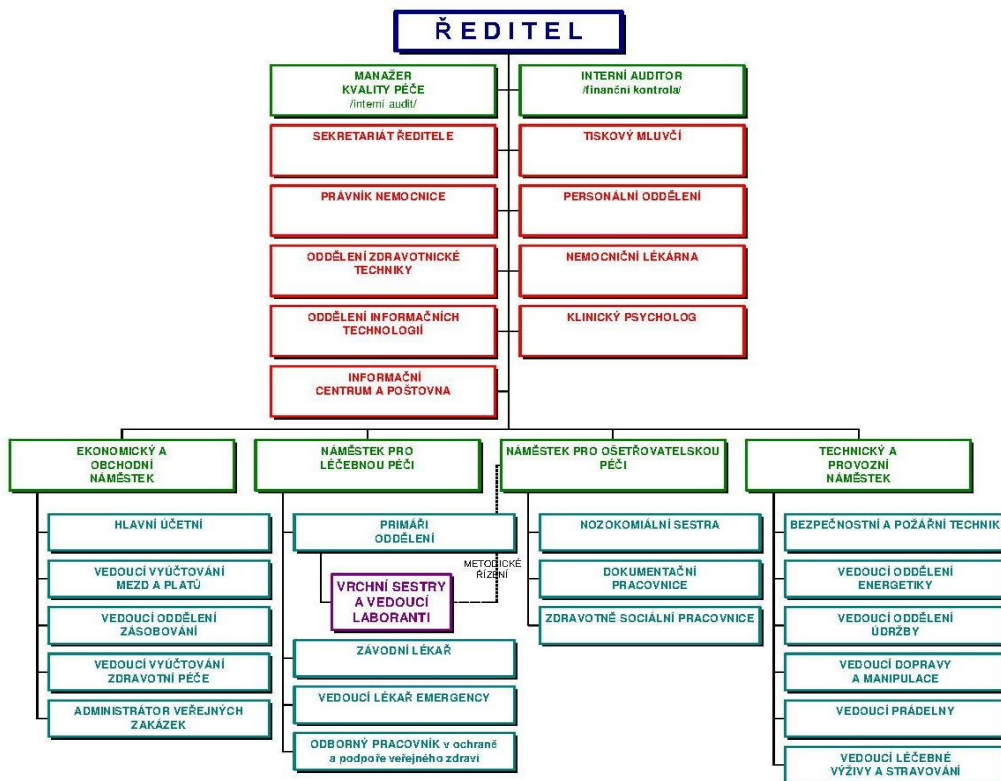 ŘEDITEL
MANAŽER
KVALITY PÉČE
/interní audit/
INTERNÍ AUDITOR
/finanční kontrola/
SEKRETARIÁT ŘEDITELE
TISKOVÝ MLUVČÍ
PRÁVNÍK NEMOCNICE
PERSONÁLNÍ ODDĚLENÍ
ODDĚLENÍ ZDRAVOTNICKÉ
TECHNIKY
NEMOCNIČNÍ LÉKÁRNA
ODDĚLENÍ INFORMAČNÍCH
TECHNOLOGIÍ
KLINICKÝ PSYCHOLOG
INFORMAČNÍ
CENTRUM A POŠTOVNA
EKONOMICKÝ A
OBCHODNÍ
NÁMĚSTEK
NÁMĚSTEK PRO
LÉČEBNOU PÉČI
NÁMĚSTEK PRO OŠETŘOVATELSKOU
PÉČI
TECHNICKÝ A
PROVOZNÍ
NÁMĚSTEK
HLAVNÍ ÚČETNÍ
VEDOUCÍ VYÚČTOVÁNÍ
MEZD A PLATŮ
VEDOUCÍ ODDĚLENÍ
ZÁSOBOVÁNÍ
VEDOUCÍ VYÚČTOVÁNÍ
ZDRAVOTNÍ PÉČE
ADMINISTRÁTOR VEŘEJNÝCH
ZAKÁZEK
PRIMÁŘI
ODDĚLENÍ
VRCHNÍ SESTRY
A VEDOUCÍ
LABORANTI
METODICKÉ
ŘÍZENÍ
ZÁVODNÍ LÉKAŘ
VEDOUCÍ LÉKAŘ EMERGENCY
ODBORNÝ PRACOVNÍK v ochraně
a podpoře veřejného zdraví
NOZOKOMIÁLNÍ SESTRA
DOKUMENTAČNÍ
PRACOVNICE
ZDRAVOTNĚ SOCIÁLNÍ PRACOVNICE
BEZPEČNOSTNÍ A POŽÁRNÍ TECHNIK
VEDOUCÍ ODDĚLENÍ
ENERGETIKY
VEDOUCÍ ODDĚLENÍ
ÚDRŽBY
VEDOUCÍ DOPRAVY
A MANIPULACE
VEDOUCÍ PRÁDELNY
VEDOUCÍ LÉČEBNÉ
VÝŽIVY A STRAVOVÁNÍ